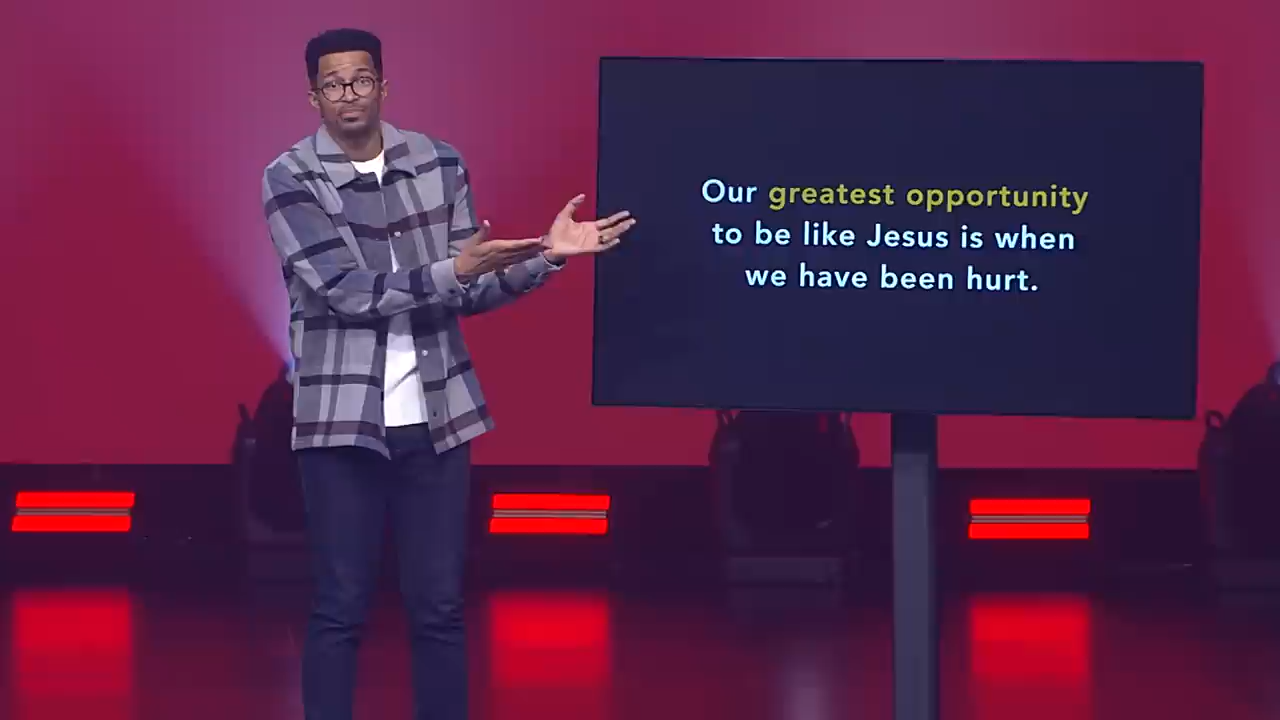 Our greatest opportunity
to be like Jesus is when
we have been hurt.